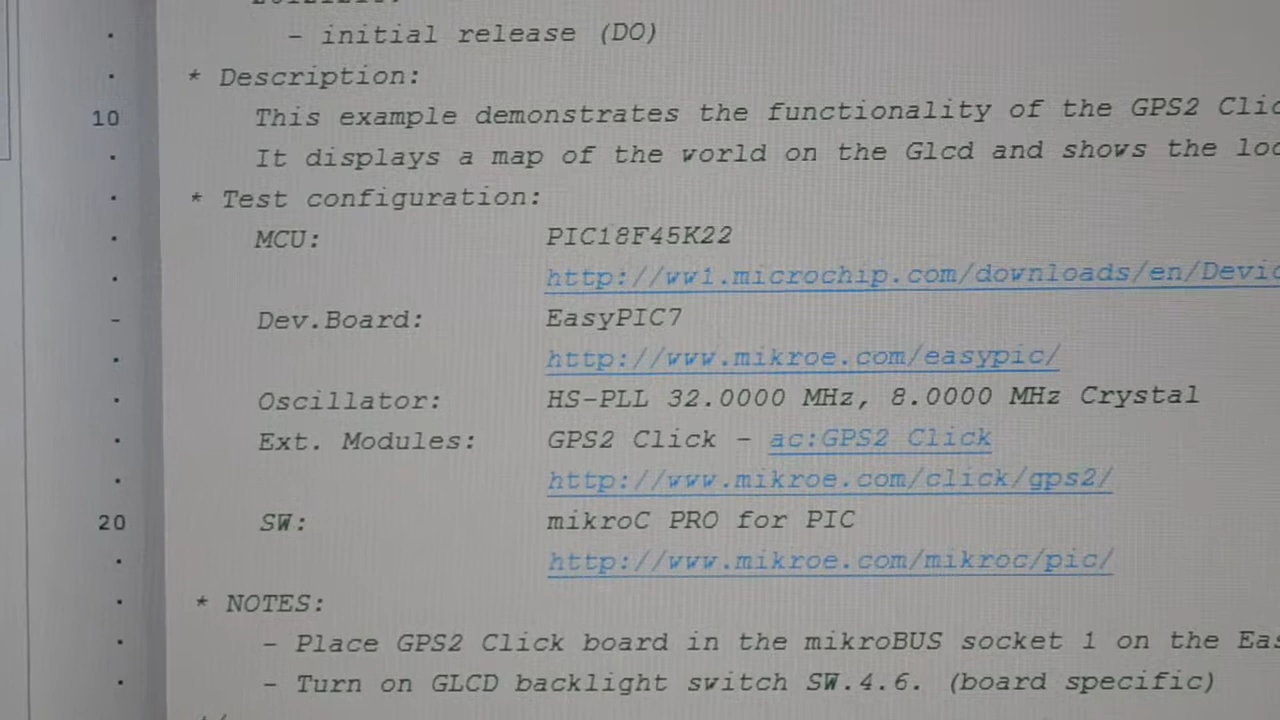 - initial release (DO)
* Description:
10 This example demonstrates the functionality of the GPS2
It displays a map of the world on the Glcd and shows the
* Test configuration:
MCU: PIC18F45K22
http://ww1.microchip.com/downloads/en/
Dev.Board: EasyPIC7
http://www.mikroe.com/easypic/
Oscillator: HS-PLL 32.0000 MHz, 8.0000 MHz Crystal
Ext. Modules: GPS2 Click - ac:GPS2 Click
http://www.mikroe.com/click/gps2/
20 SW: mikroC PRO for PIC
http://www.mikroe.com/mikroc/pic/
* NOTES:
- Place GPS2 Click board in the mikroBUS socket 1 on the
- Turn on GLCD backlight switch SW.4.6. (board specific)